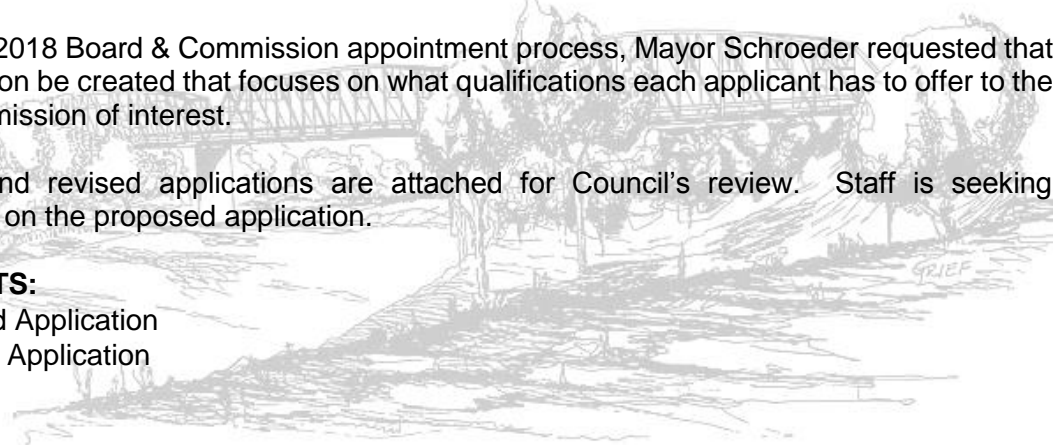 2018 Board & Commission appointment process, Mayor Schroeder requested that
on be created that focuses on what qualifications each applicant has to offer to the
mission of interest.
nd revised applications are attached for Council's review. Staff is seeking
on the proposed application.
TS:
d Application
Application
GRIEF